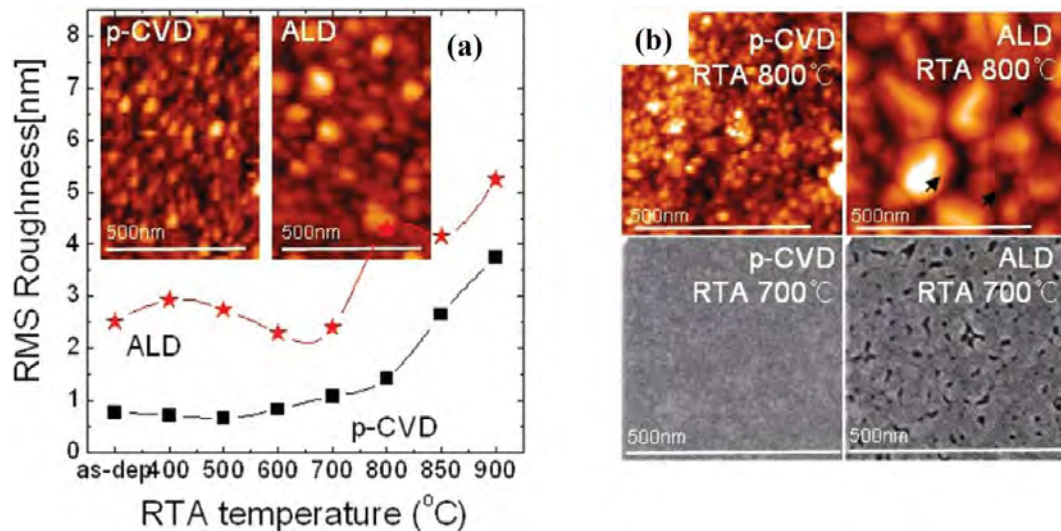 8
7
6
5
4
3
2
1
0
RMS Roughness[nm]
p-CVD
ALD
(a)
500nm
500nm
ALD
p-CVD
as-dep400 500 600 700 800 850 900
RTA temperature (°C)
(b)
p-CVD
RTA 800℃
500nm
ALD
RTA 800℃
500nm
p-CVD
RTA 700℃
500nm
ALD
RTA 700℃
500nm